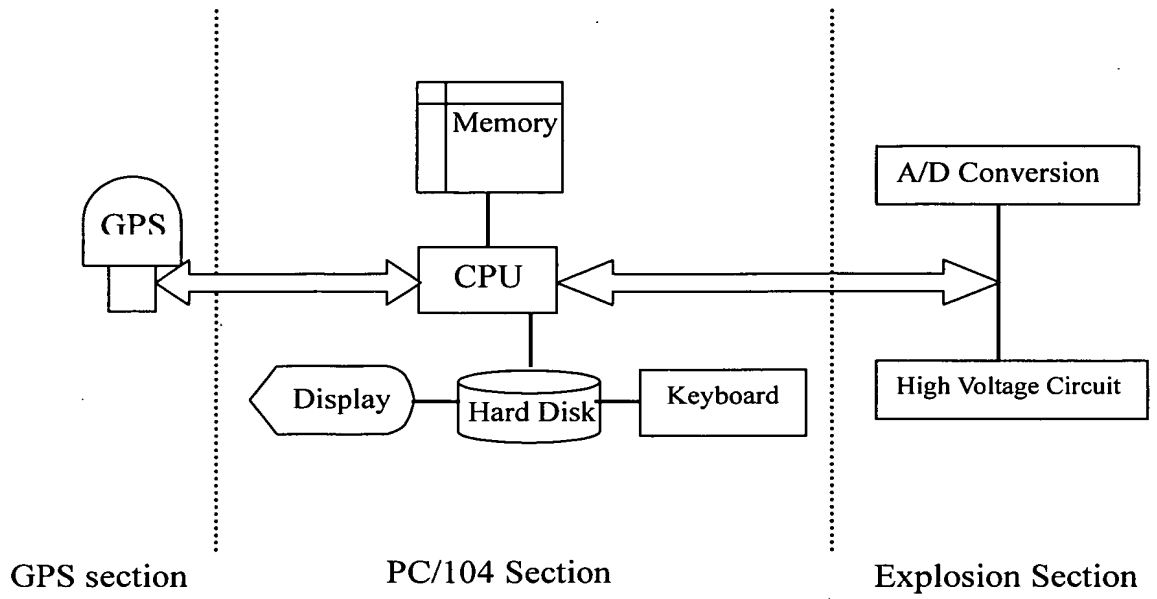 Memory
A/D Conversion
GPS
CPU
Display
Hard Disk
Keyboard
High Voltage Circuit
GPS section
PC/104 Section
Explosion Section